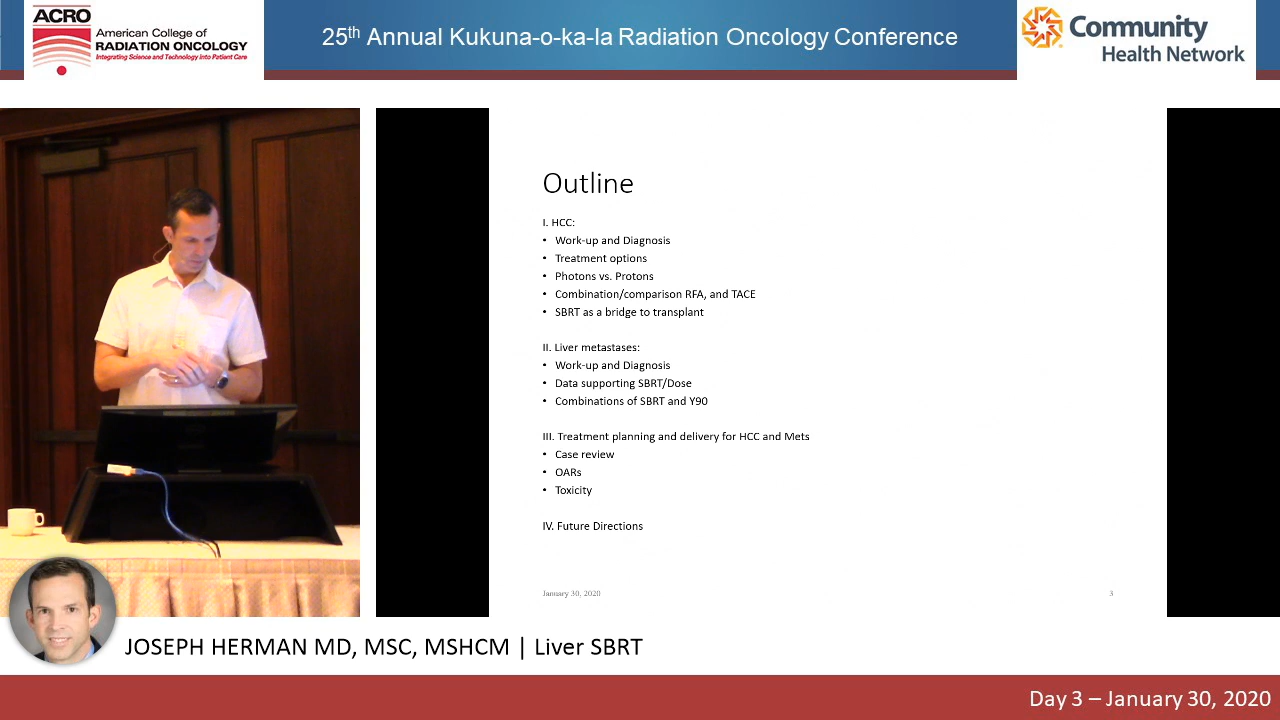 ACRO
American College of
RADIATION ONCOLOGY
Integrating Science and Technology Into Patient Care
25th Annual Kukuna-o-ka-la Radiation Oncology Conference
Community
Health Network
Outline
I. HCC:
• Work-up and Diagnosis
• Treatment options
• Photons vs. Protons
• Combination/comparison RFA, and TACE
• SBRT as a bridge to transplant
II. Liver metastases:
• Work-up and Diagnosis
• Data supporting SBRT/Dose
• Combinations of SBRT and Y90
III. Treatment planning and delivery for HCC and Mets
• Case review
• OARs
• Toxicity
IV. Future Directions
January 30, 2020
3
JOSEPH HERMAN MD, MSC, MSHCM | Liver SBRT
Day 3 – January 30, 2020